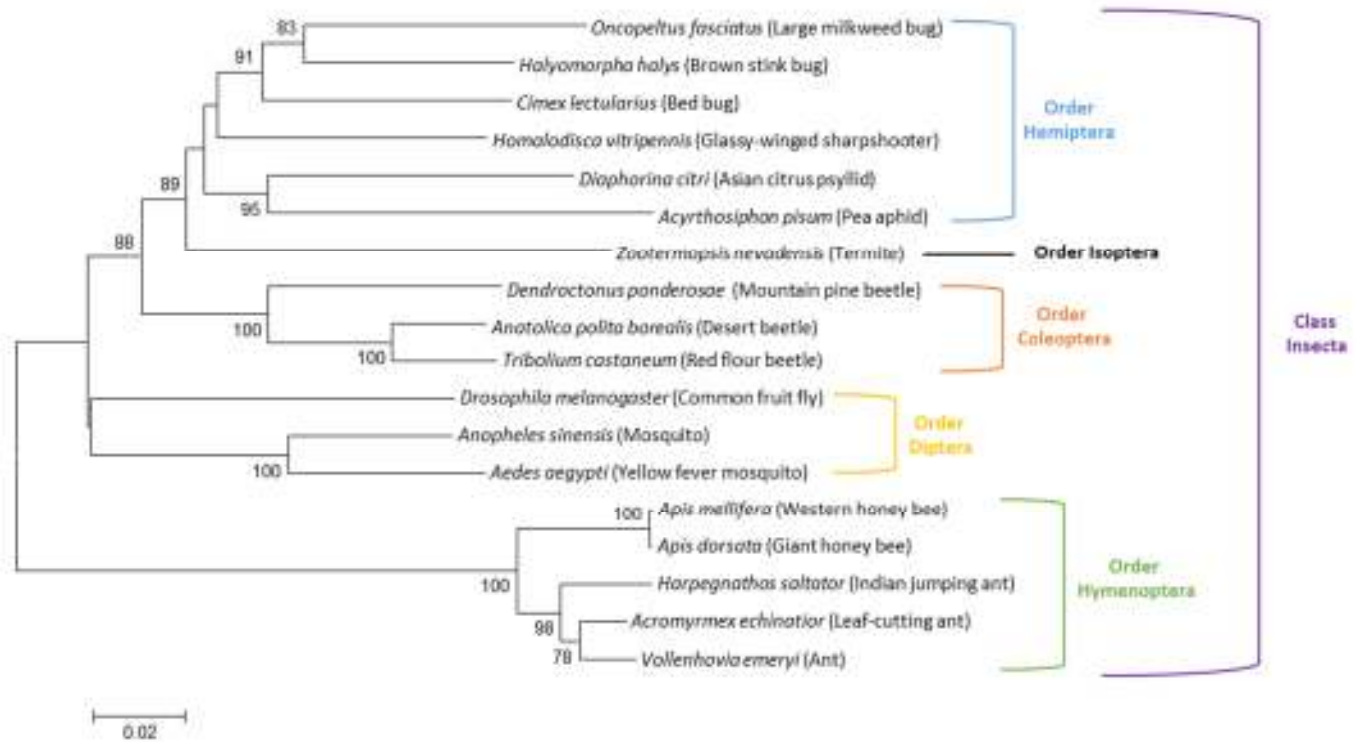 83
Oncopeltus fasciatus (Large milkweed bug)
91
Halyomorpha halys (Brown stink bug)
Cimex lectularius (Bed bug)
Order
Hemiptera
Homalodisca vitripennis (Glassy-winged sharpshooter)
89
Diaphorina citri (Asian citrus psyllid)
95
Acyrthosiphon pisum (Pea aphid)
88
Zootermopsis nevadensis (Termite)
Order Isoptera
Dendroctonus ponderosae (Mountain pine beetle)
100
Anatolica polita borealis (Desert beetle)
Order
Coleoptera
100
Tribolium castaneum (Red flour beetle)
Class
Insecta
Drosophila melanogaster (Common fruit fly)
Anopheles sinensis (Mosquito)
Order
Diptera
100
Aedes aegypti (Yellow fever mosquito)
100
Apis mellifera (Western honey bee)
Apis dorsata (Giant honey bee)
100
Harpegnathos saltator (Indian jumping ant)
Order
Hymenoptera
98
Acromyrmex echinatior (Leaf-cutting ant)
78
Vollenhovia emeryi (Ant)
0.02